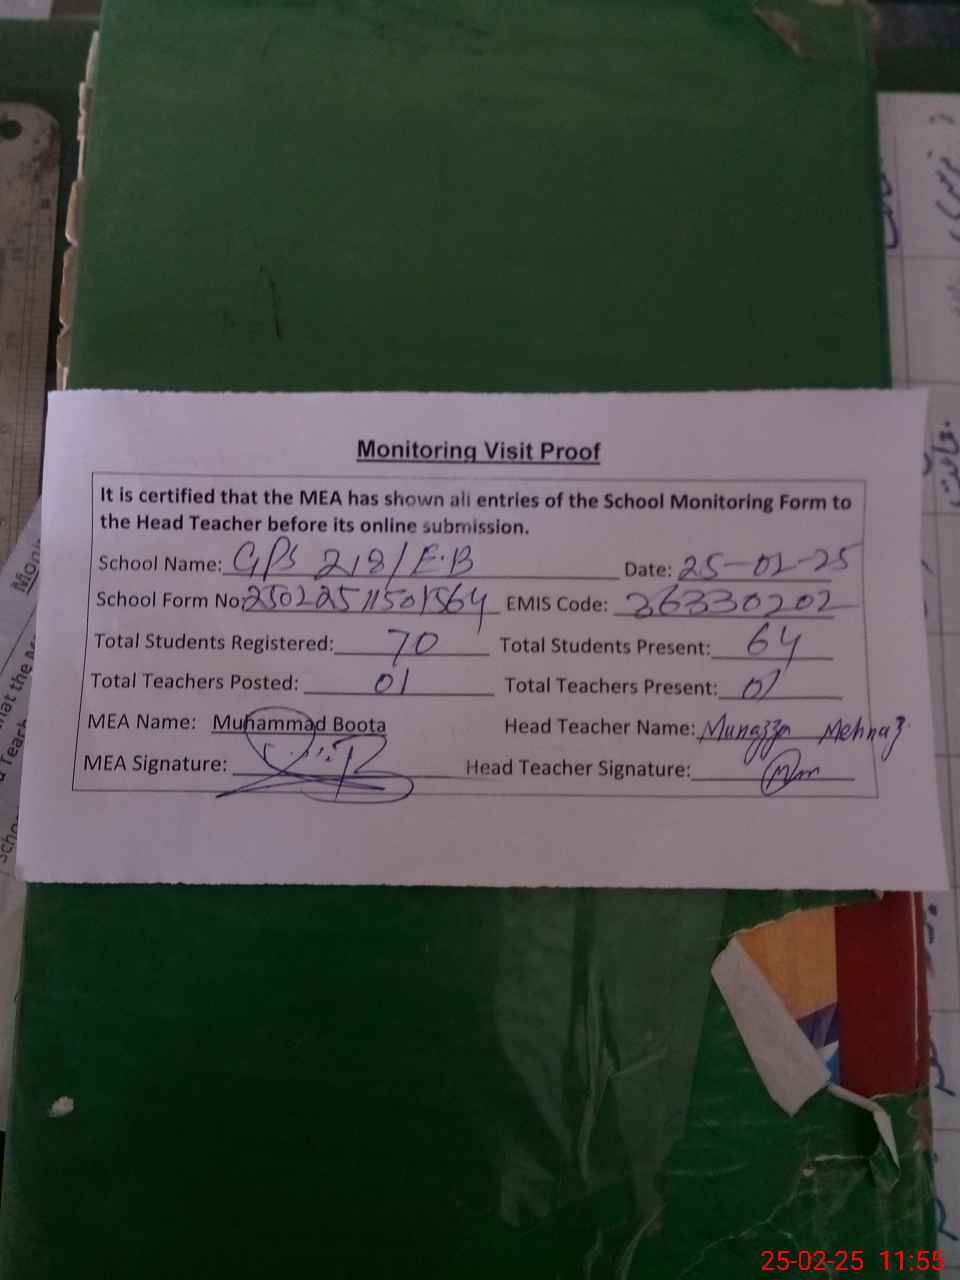 Monitoring Visit Proof
It is certified that the MEA has shown all entries of the School Monitoring Form to
the Head Teacher before its online submission.
School Name: GPS 218/E.B Date: 25-02-25
School Form No: EMIS Code: 36330202
Total Students Registered: 70 Total Students Present: 64
Total Teachers Posted: 01 Total Teachers Present: 01
MEA Name: Muhammad Boota Head Teacher Name: Munazza Mehnaz
MEA Signature: Head Teacher Signature:
25-02-25 11:55